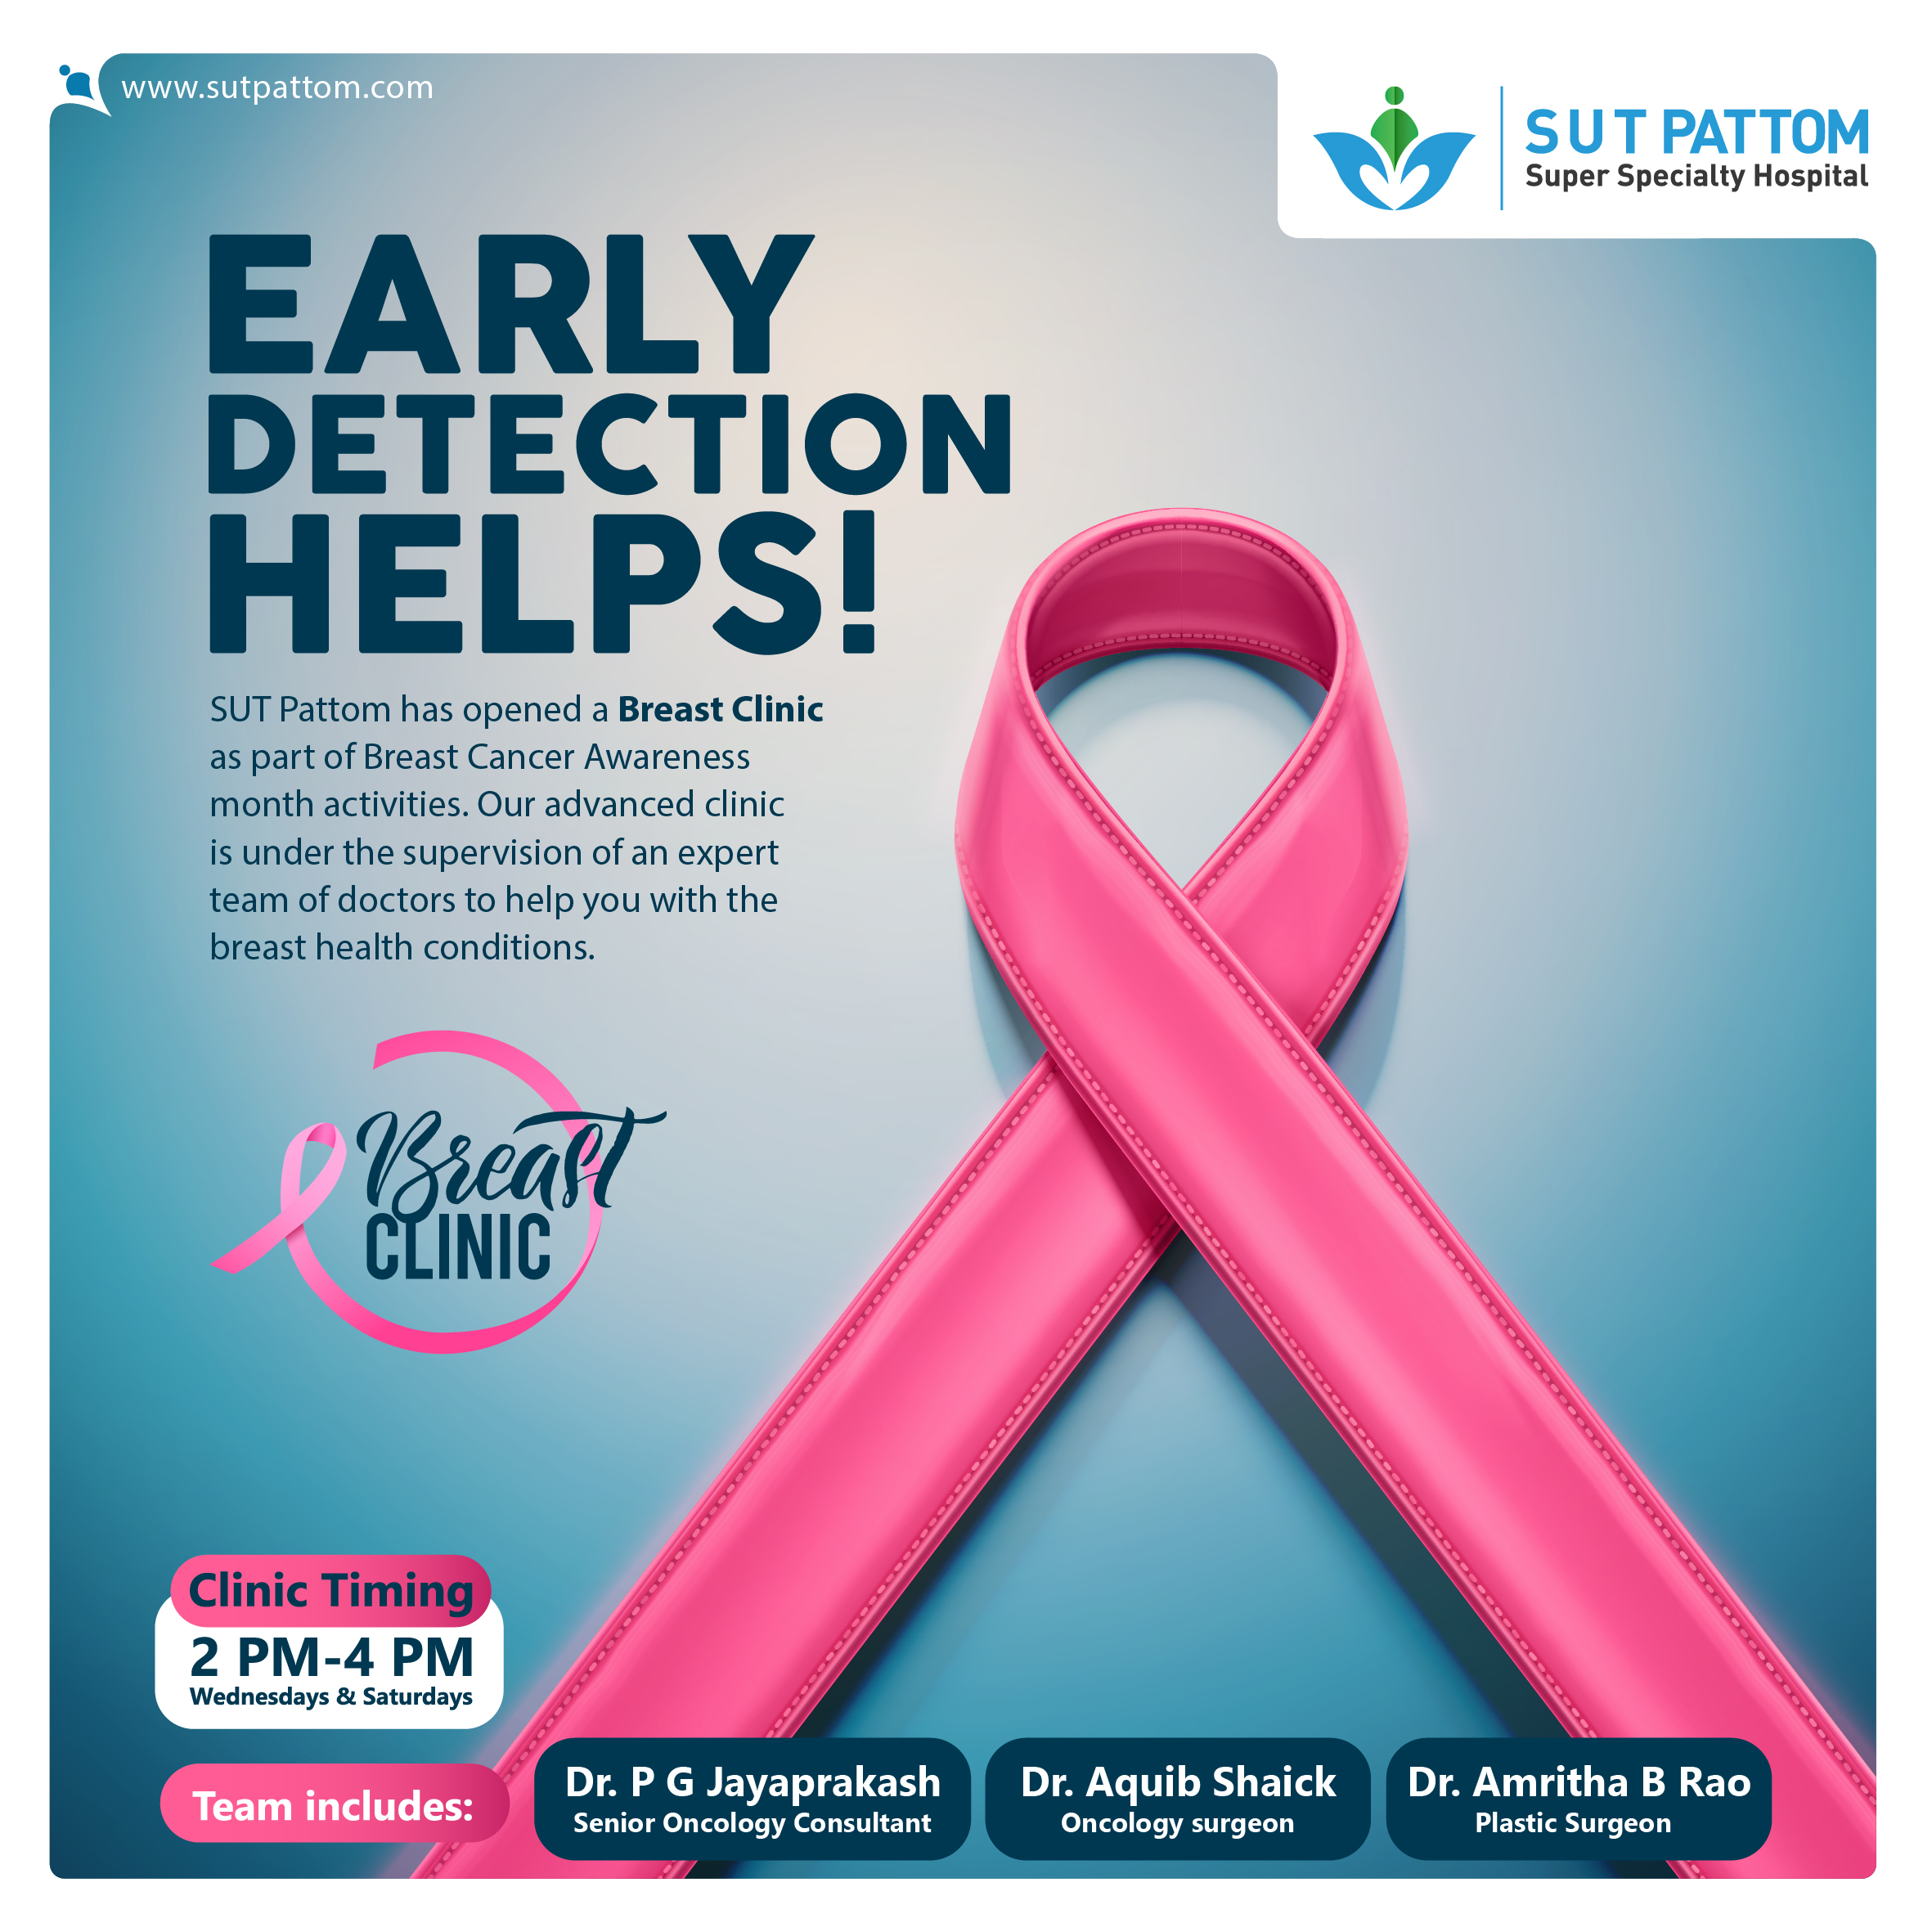 www.sutpattom.com
SUT PATTOM
Super Specialty Hospital
EARLY
DETECTION
HELPS!
SUT Pattom has opened a Breast Clinic
as part of Breast Cancer Awareness
month activities. Our advanced clinic
is under the supervision of an expert
team of doctors to help you with the
breast health conditions.
Breast
CLINIC
Clinic Timing
2 PM-4 PM
Wednesdays & Saturdays
Team includes:
Dr. P G Jayaprakash
Senior Oncology Consultant
Dr. Aquib Shaick
Oncology surgeon
Dr. Amritha B Rao
Plastic Surgeon